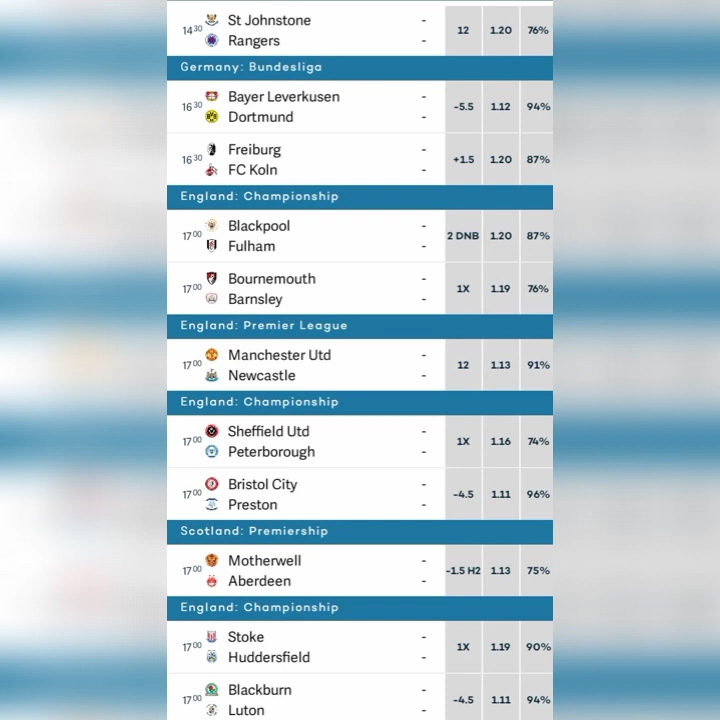 St Johnstone
14 30 - 12 1.20 76%
Rangers -
Germany: Bundesliga
Bayer Leverkusen -
16 30 -5.5 1.12 94%
Dortmund -
Freiburg -
16 30 +1.5 1.20 87%
FC Koln -
England: Championship
Blackpool -
17 00 2 DNB 1.20 87%
Fulham -
Bournemouth -
17 00 1X 1.19 76%
Barnsley -
England: Premier League
Manchester Utd -
17 00 12 1.13 91%
Newcastle -
England: Championship
Sheffield Utd -
17 00 1X 1.16 74%
Peterborough -
Bristol City -
17 00 -4.5 1.11 96%
Preston -
Scotland: Premiership
Motherwell -
17 00 -1.5 H2 1.13 75%
Aberdeen -
England: Championship
Stoke -
17 00 1X 1.19 90%
Huddersfield -
Blackburn -
17 00 -4.5 1.11 94%
Luton -